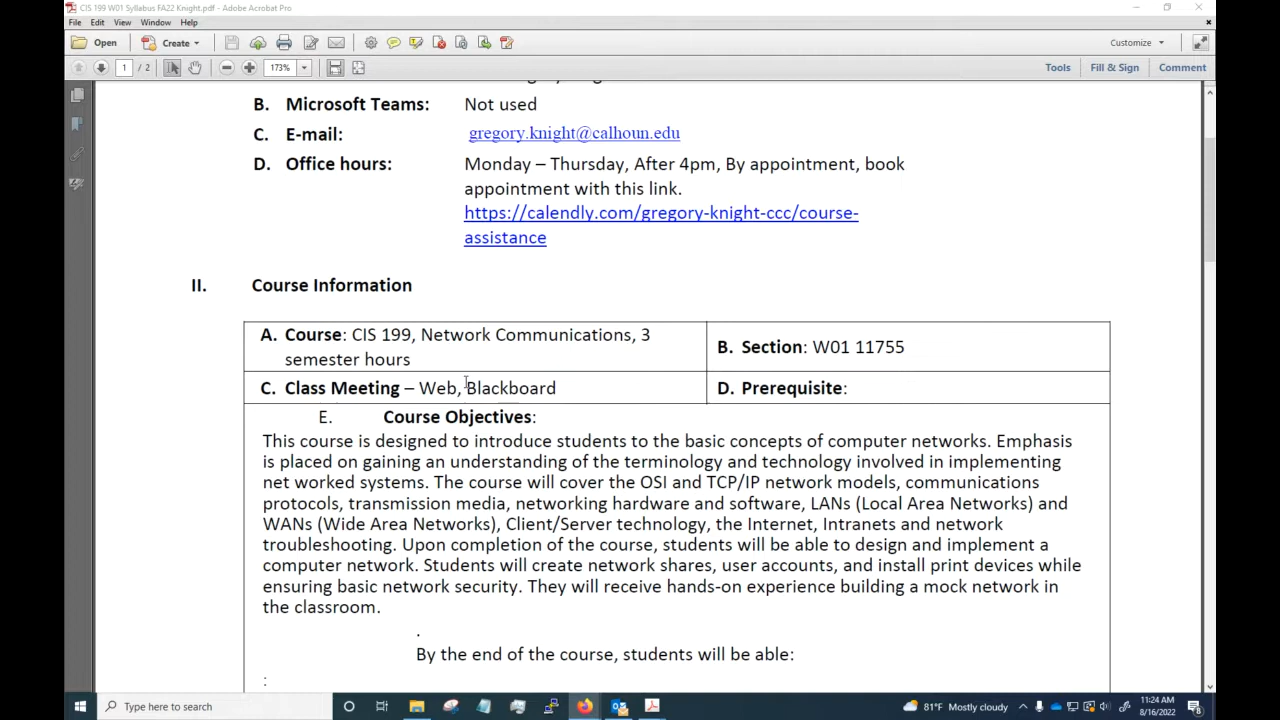 CIS 199 W01 Syllabus FA22 Knight.pdf - Adobe Acrobat Pro
File Edit View Window Help
Open Create Customize
1 / 2 173% Tools Fill & Sign Comment
B. Microsoft Teams: Not used
C. E-mail: gregory.knight@calhoun.edu
D. Office hours: Monday – Thursday, After 4pm, By appointment, book
appointment with this link.
https://calendly.com/gregory-knight-ccc/course-
assistance
II. Course Information
A. Course: CIS 199, Network Communications, 3
semester hours
B. Section: W01 11755
C. Class Meeting – Web, Blackboard
D. Prerequisite:
E. Course Objectives:
This course is designed to introduce students to the basic concepts of computer networks. Emphasis
is placed on gaining an understanding of the terminology and technology involved in implementing
net worked systems. The course will cover the OSI and TCP/IP network models, communications
protocols, transmission media, networking hardware and software, LANs (Local Area Networks) and
WANs (Wide Area Networks), Client/Server technology, the Internet, Intranets and network
troubleshooting. Upon completion of the course, students will be able to design and implement a
computer network. Students will create network shares, user accounts, and install print devices while
ensuring basic network security. They will receive hands-on experience building a mock network in
the classroom.
.
By the end of the course, students will be able:
:
Type here to search
81°F Mostly cloudy
11:24 AM
8/16/2022